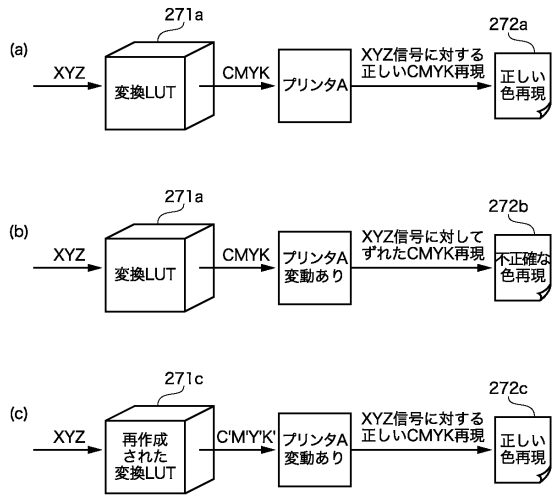 271a
272a
(a)
XYZ
変換LUT
CMYK
プリンタA
XYZ信号に対する
正しいCMYK再現
正しい
色再現
271a
272b
(b)
XYZ
変換LUT
CMYK
プリンタA
変動あり
XYZ信号に対して
ずれたCMYK再現
不正確な
色再現
271c
272c
(c)
XYZ
再作成
された
変換LUT
C'M'Y'K'
プリンタA
変動あり
XYZ信号に対する
正しいCMYK再現
正しい
色再現